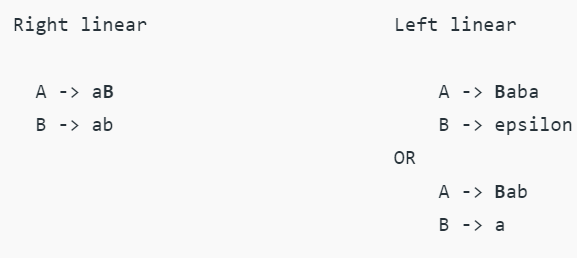 Right linear Left linear
A -> aB A -> Baba
B -> ab B -> epsilon
OR
A -> Bab
B -> a